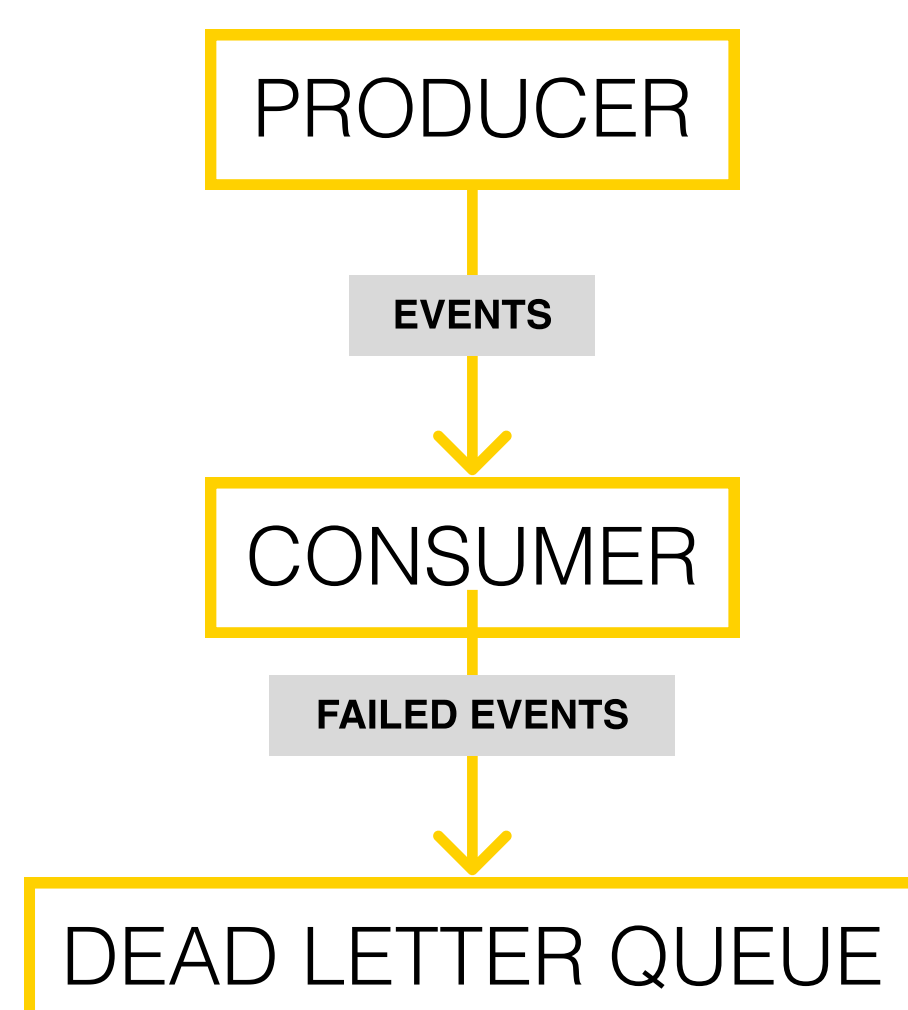 PRODUCER
EVENTS
CONSUMER
FAILED EVENTS
DEAD LETTER QUEUE